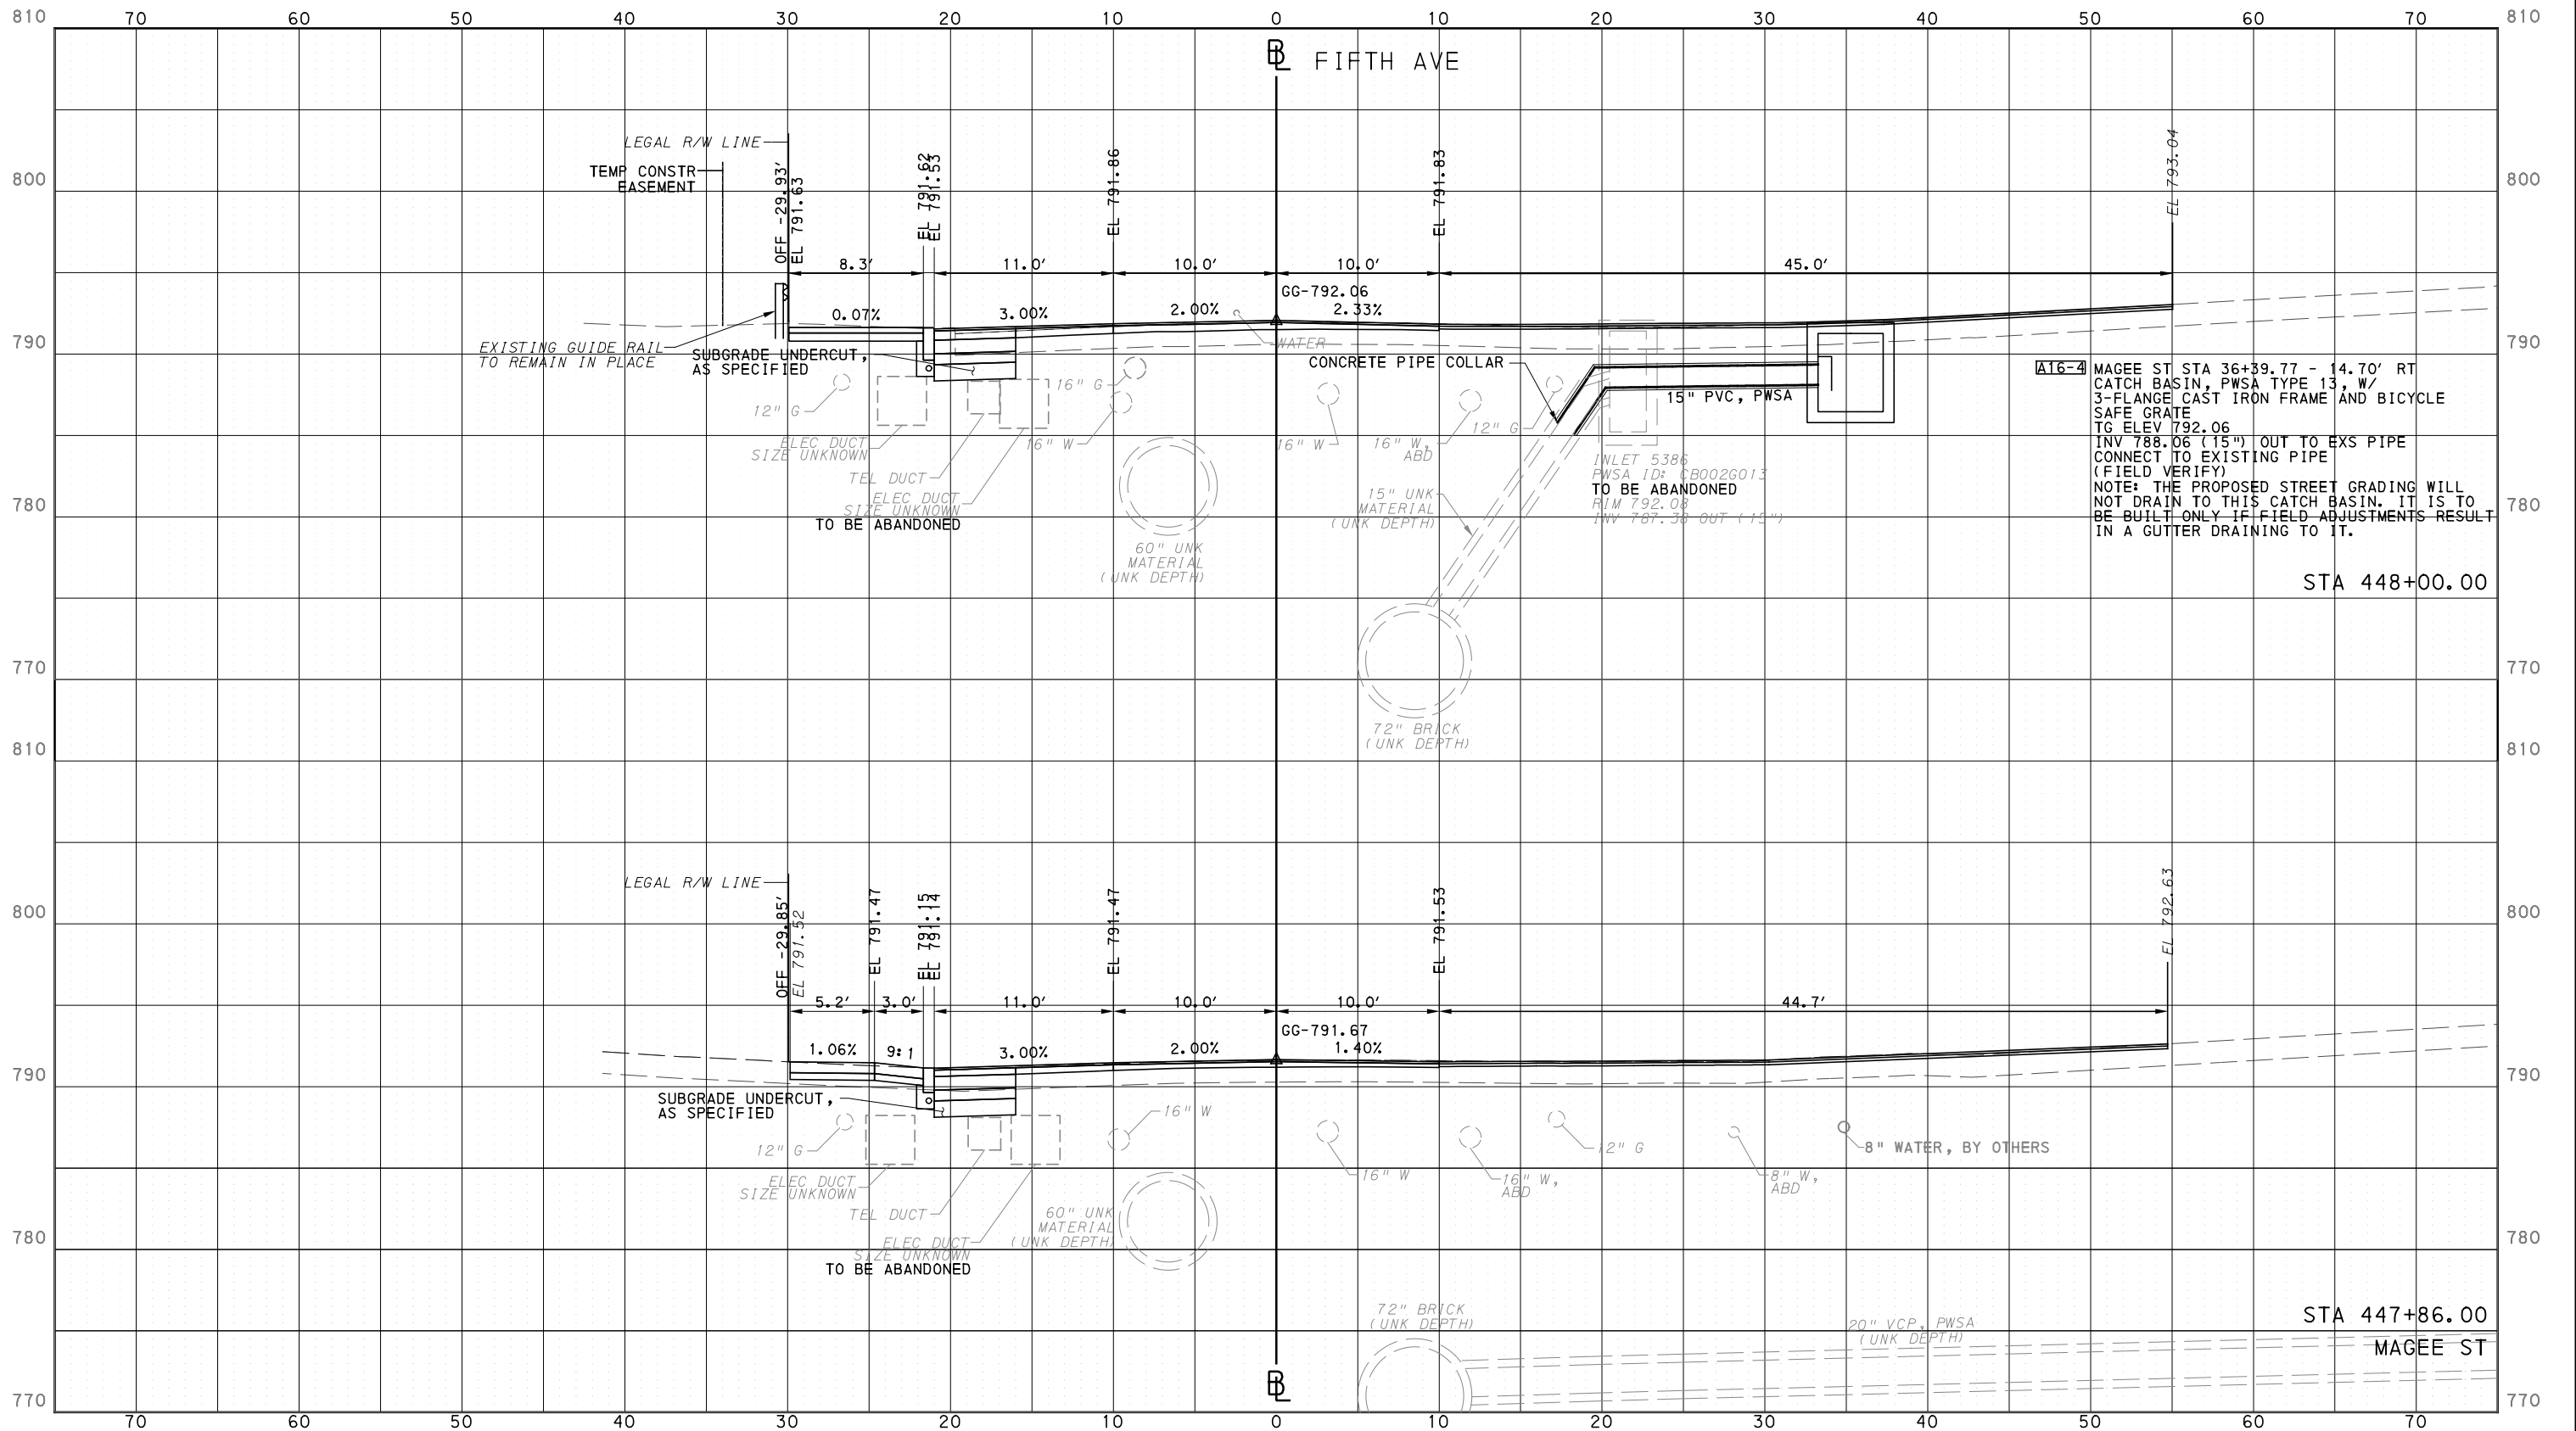 810 70 60 50 40 30 20 10 0 10 20 30 40 50 60 70 810
BL FIFTH AVE
LEGAL R/W LINE
TEMP CONSTR
EASEMENT
OFF -29.93'
EL 791.63
EL 791.62
EL 791.53
EL 791.86
EL 791.83
EL 793.04
800 800
8.3' 11.0' 10.0' 10.0' 45.0'
GG-792.06
0.07% 3.00% 2.00% 2.33%
790 790
EXISTING GUIDE RAIL
TO REMAIN IN PLACE
SUBGRADE UNDERCUT,
AS SPECIFIED
WATER
CONCRETE PIPE COLLAR
15" PVC, PWSA
12" G
16" G
ELEC DUCT
SIZE UNKNOWN
16" W
TEL DUCT
ELEC DUCT
SIZE UNKNOWN
TO BE ABANDONED
60" UNK
MATERIAL
(UNK DEPTH)
16" W
16" W,
ABD
12" G
15" UNK
MATERIAL
(UNK DEPTH)
INLET 5386
PWSA ID: CB002G013
TO BE ABANDONED
RIM 792.08
INV 787.38 OUT (15")
A16-4 MAGEE ST STA 36+39.77 - 14.70' RT
CATCH BASIN, PWSA TYPE 13, W/
3-FLANGE CAST IRON FRAME AND BICYCLE
SAFE GRATE
TG ELEV 792.06
INV 788.06 (15") OUT TO EXS PIPE
CONNECT TO EXISTING PIPE
(FIELD VERIFY)
NOTE: THE PROPOSED STREET GRADING WILL
NOT DRAIN TO THIS CATCH BASIN. IT IS TO
BE BUILT ONLY IF FIELD ADJUSTMENTS RESULT
IN A GUTTER DRAINING TO IT.
780 780
STA 448+00.00
770 770
72" BRICK
(UNK DEPTH)
810 810
LEGAL R/W LINE
OFF -29.85'
EL 791.52
EL 791.47
EL 791.15
EL 791.14
EL 791.47
EL 791.53
EL 792.63
800 800
5.2' 3.0' 11.0' 10.0' 10.0' 44.7'
GG-791.67
1.06% 9:1 3.00% 2.00% 1.40%
790 790
SUBGRADE UNDERCUT,
AS SPECIFIED
12" G
16" W
ELEC DUCT
SIZE UNKNOWN
TEL DUCT
ELEC DUCT
SIZE UNKNOWN
TO BE ABANDONED
60" UNK
MATERIAL
(UNK DEPTH)
16" W
16" W,
ABD
12" G
8" W,
ABD
8" WATER, BY OTHERS
780 780
72" BRICK
(UNK DEPTH)
20" VCP, PWSA
(UNK DEPTH)
STA 447+86.00
MAGEE ST
BL
770 770
70 60 50 40 30 20 10 0 10 20 30 40 50 60 70